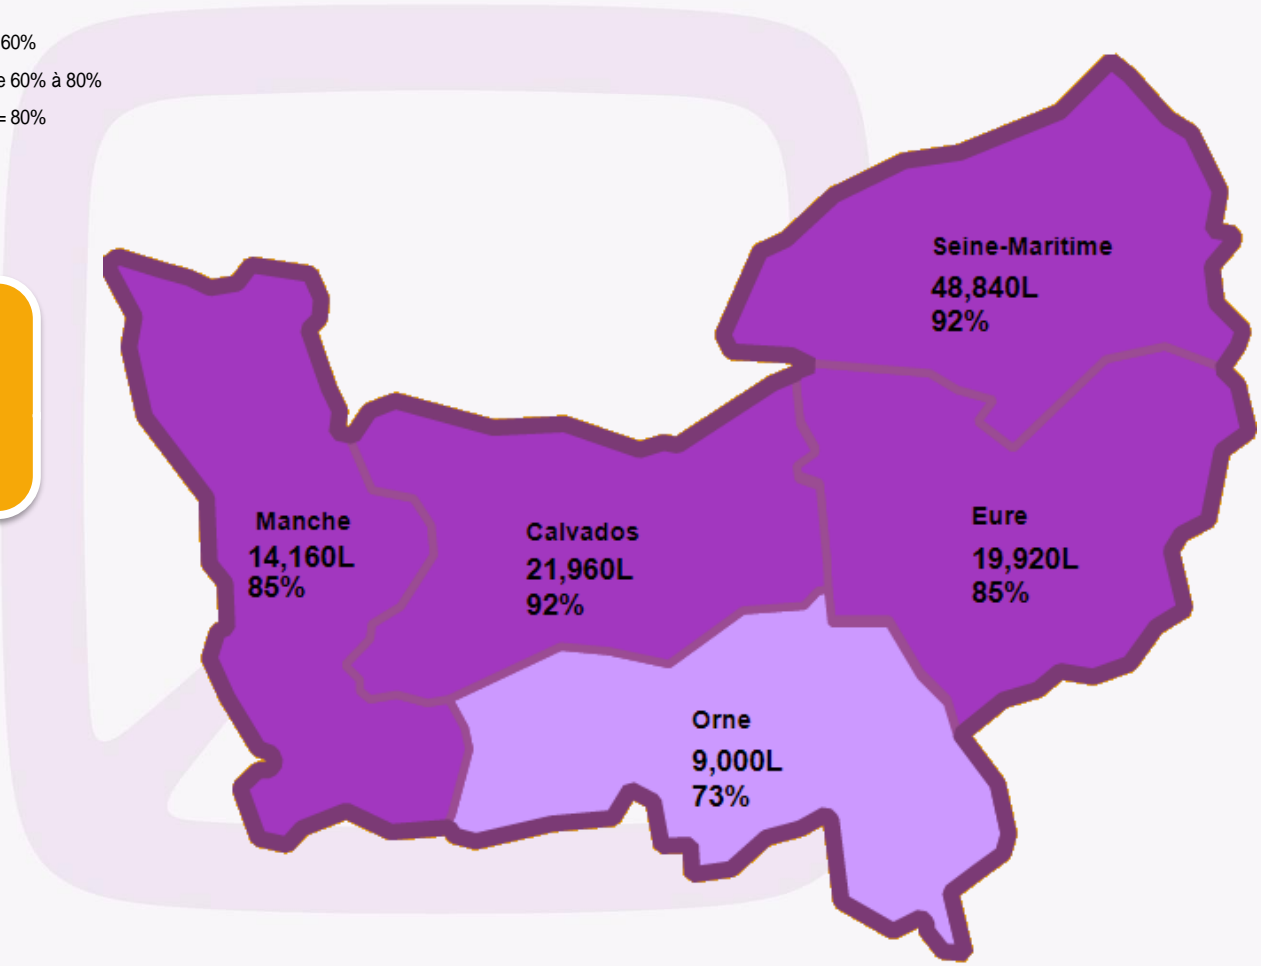 60%
60% à 80%
= 80%
Seine-Maritime
48,840L
92%
Manche
14,160L
85%
Calvados
21,960L
92%
Eure
19,920L
85%
Orne
9,000L
73%